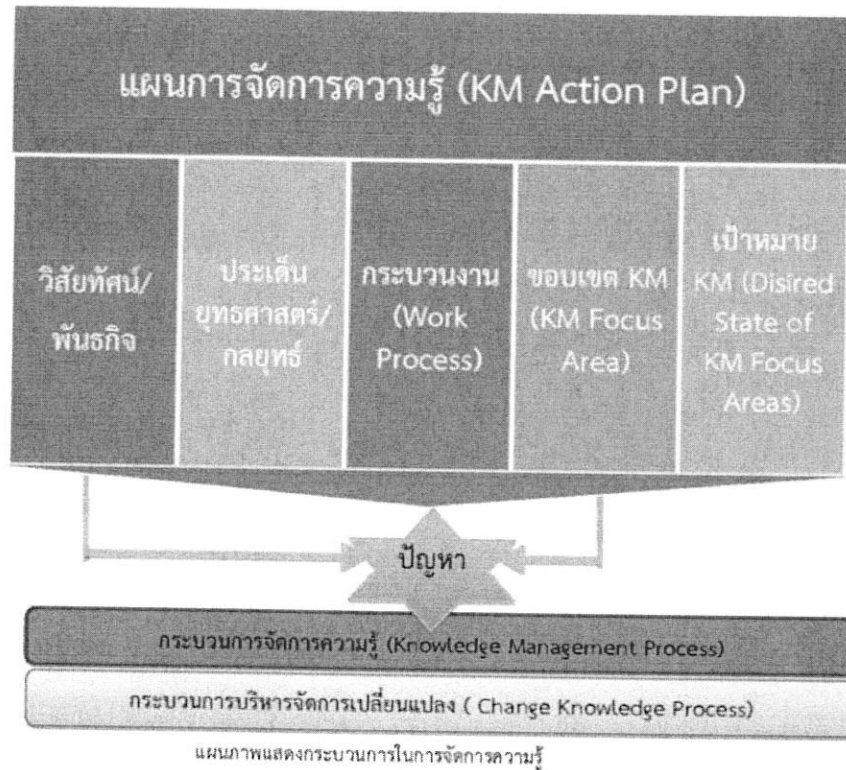 แผนการจัดการความรู้ (KM Action Plan)
วิสัยทัศน์/
พันธกิจ
ประเด็น
ยุทธศาสตร์/
กลยุทธ์
กระบวนงาน
(Work
Process)
ขอบเขต KM
(KM Focus
Area)
เป้าหมาย
KM (Disired
State of
KM Focus
Areas)
ปัญหา
กระบวนการจัดการความรู้ (Knowledge Management Process)
กระบวนการบริหารจัดการเปลี่ยนแปลง ( Change Knowledge Process)
แผนภาพแสดงกระบวนการในการจัดการความรู้